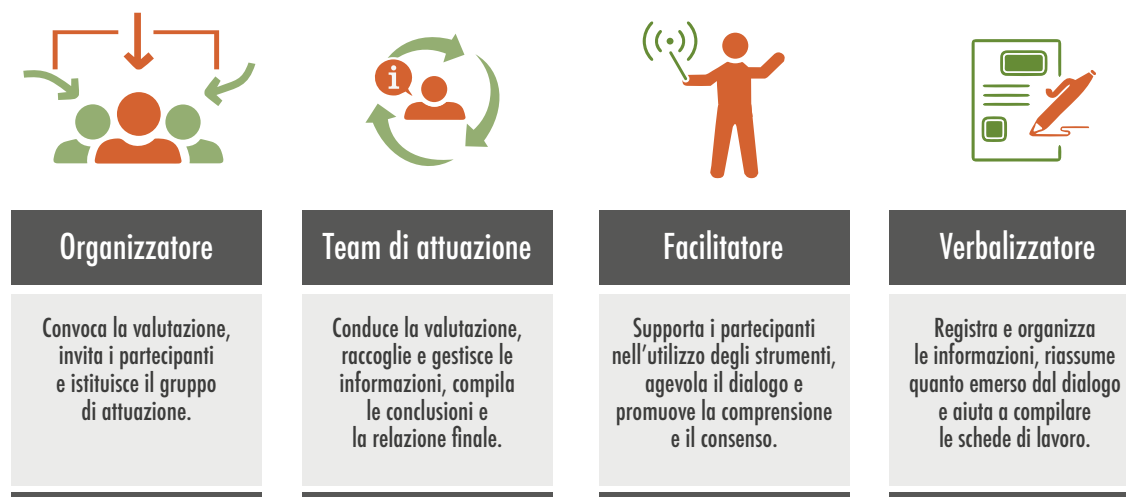 Organizzatore
Convoca la valutazione,
invita i partecipanti
e istituisce il gruppo
di attuazione.
Team di attuazione
Conduce la valutazione,
raccoglie e gestisce le
informazioni, compila
le conclusioni e
la relazione finale.
Facilitatore
Supporta i partecipanti
nell’utilizzo degli strumenti,
agevola il dialogo e
promuove la comprensione
e il consenso.
Verbalizzatore
Registra e organizza
le informazioni, riassume
quanto emerso dal dialogo
e aiuta a compilare
le schede di lavoro.